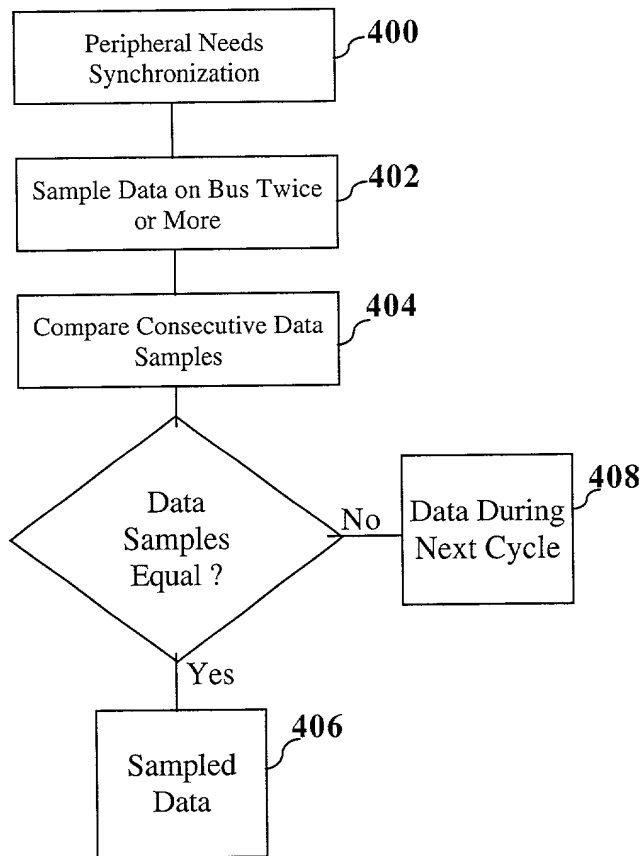 Peripheral Needs
Synchronization
400
Sample Data on Bus Twice
or More
402
Compare Consecutive Data
Samples
404
Data
Samples
Equal ?
No
Data During
Next Cycle
408
Yes
Sampled
Data
406